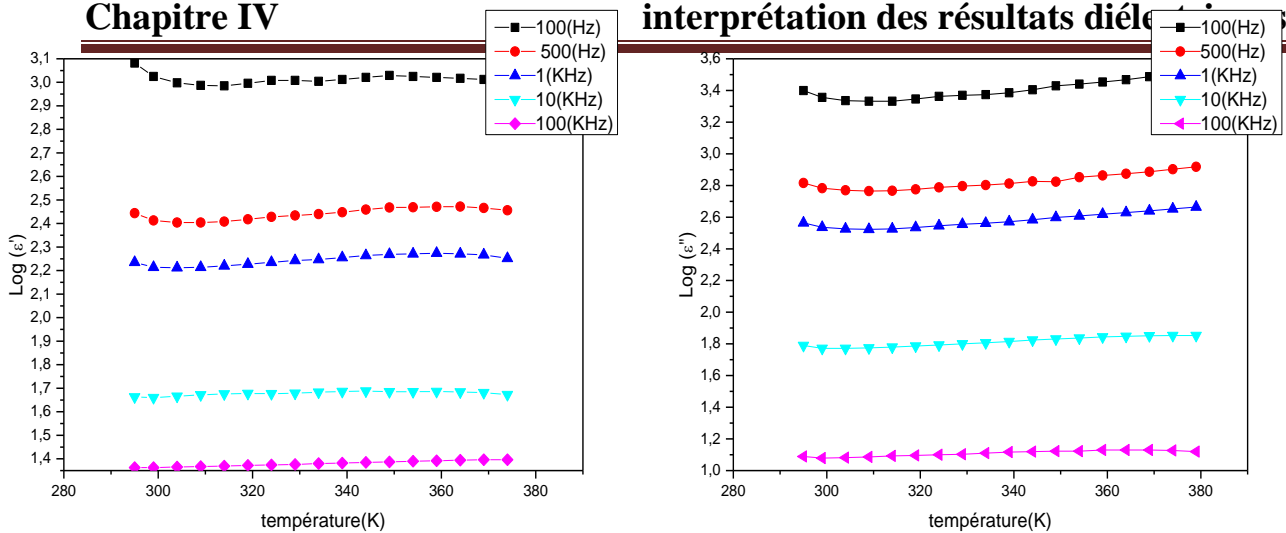 Chapitre IV
interprétation des résultats
100(Hz)
500(Hz)
1(KHz)
10(KHz)
100(KHz)
3,1
3,0
2,9
2,8
2,7
2,6
2,5
2,4
2,3
2,2
2,1
2,0
1,9
1,8
1,7
1,6
1,5
1,4
Log (ε')
280
300
320
340
360
380
température(K)
100(Hz)
500(Hz)
1(KHz)
10(KHz)
100(KHz)
3,6
3,4
3,2
3,0
2,8
2,6
2,4
2,2
2,0
1,8
1,6
1,4
1,2
1,0
Log (ε'')
280
300
320
340
360
380
température(K)